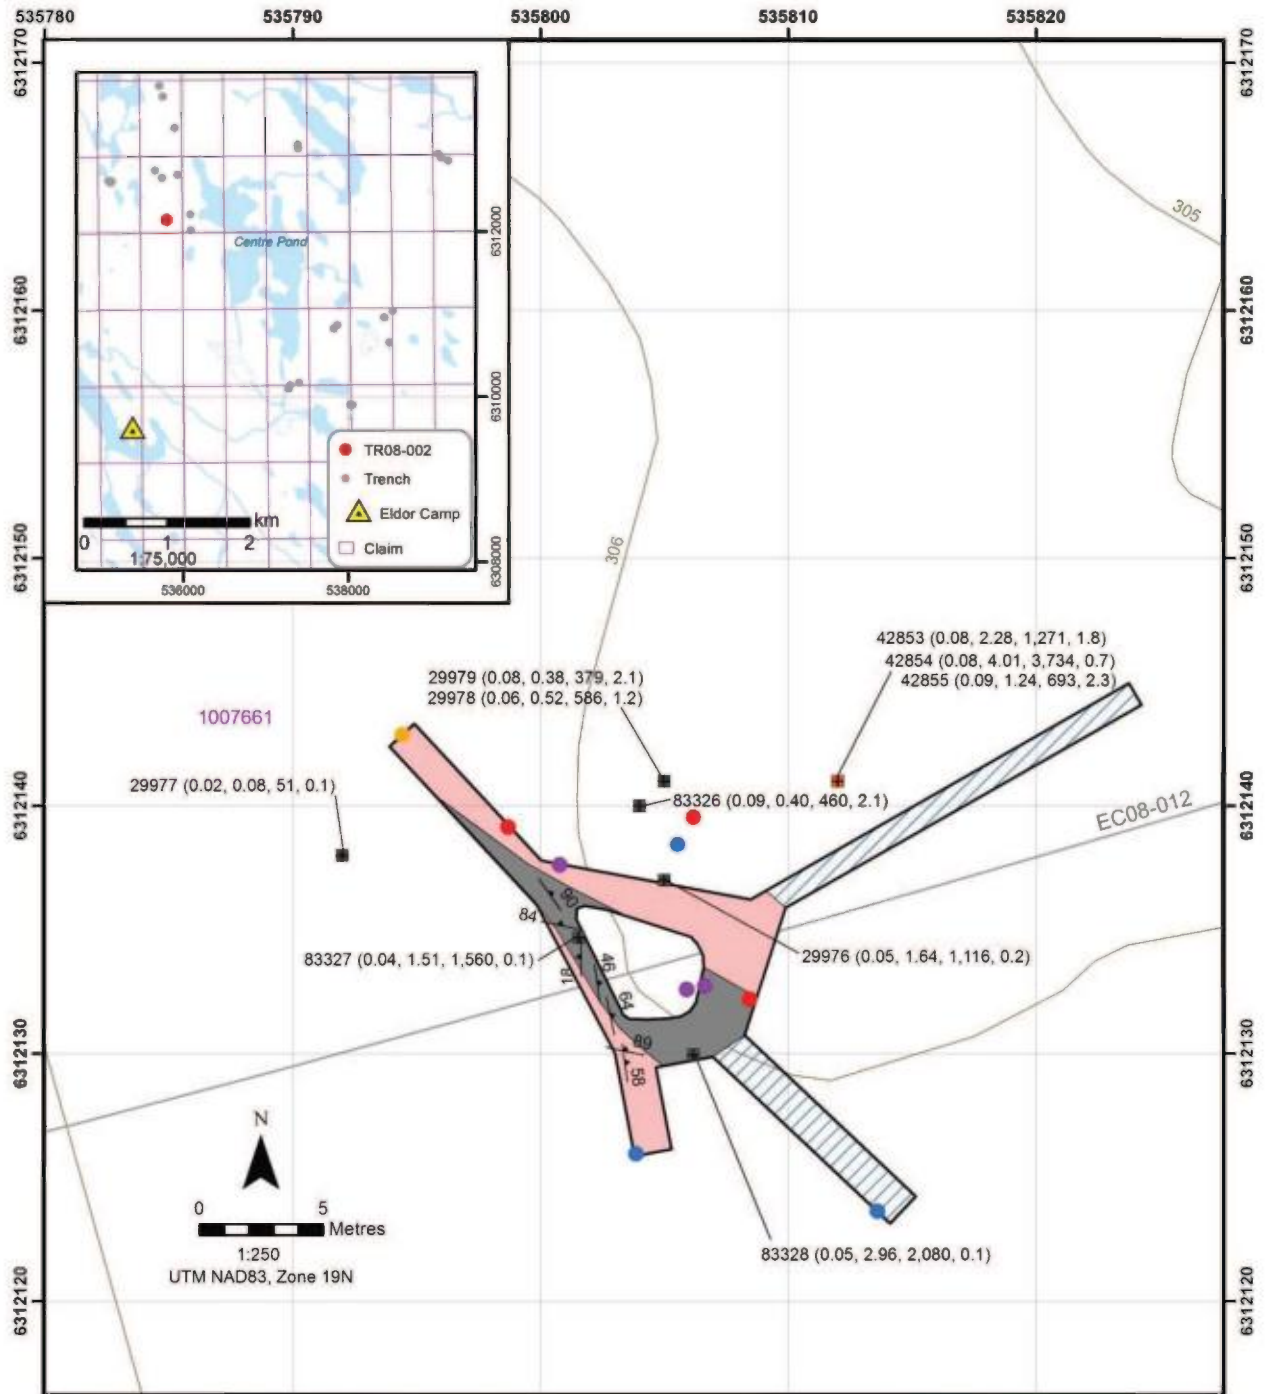 535780
535790
535800
535810
535820
6312170
6312170
6312160
6312160
6312150
6312150
6312140
6312140
6312130
6312130
6312120
6312120
Centre Pond
6312000
6310000
6308000
TR08-002
Trench
Eldor Camp
Claim
km
0 1 2
1:75,000
536000
538000
305
306
42853 (0.08, 2.28, 1,271, 1.8)
42854 (0.08, 4.01, 3,734, 0.7)
42855 (0.09, 1.24, 693, 2.3)
29979 (0.08, 0.38, 379, 2.1)
29978 (0.06, 0.52, 586, 1.2)
1007661
29977 (0.02, 0.08, 51, 0.1)
83326 (0.09, 0.40, 460, 2.1)
EC08-012
90
84
83327 (0.04, 1.51, 1,560, 0.1)
18
46
64
29976 (0.05, 1.64, 1,116, 0.2)
89
58
N
0 5
Metres
1:250
UTM NAD83, Zone 19N
83328 (0.05, 2.96, 2,080, 0.1)